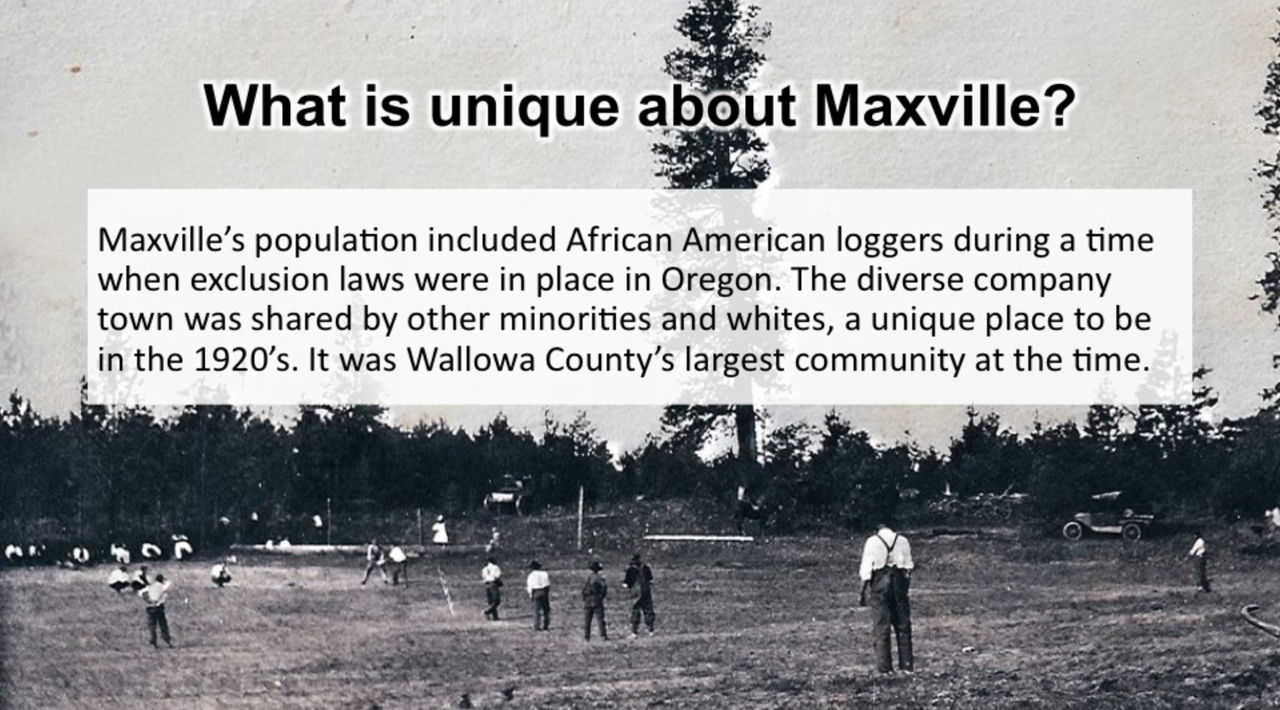 What is unique about Maxville?
Maxville’s population included African American loggers during a time
when exclusion laws were in place in Oregon. The diverse company
town was shared by other minorities and whites, a unique place to be
in the 1920’s. It was Wallowa County’s largest community at the time.